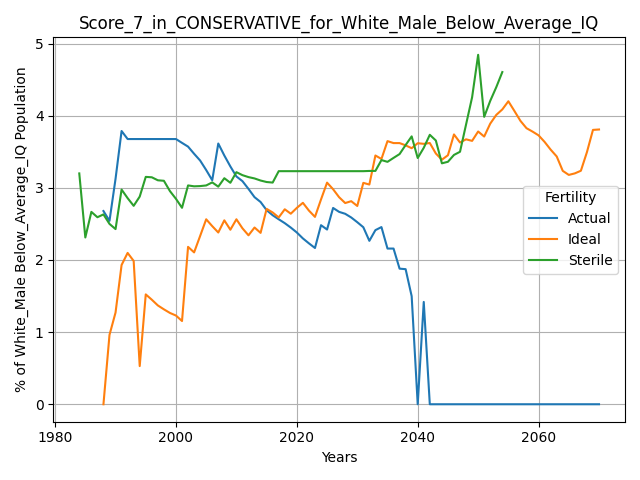 Score_7_in_CONSERVATIVE_for_White_Male_Below_Average_IQ
% of White_Male Below_Average_IQ Population
5
4
3
2
1
0
Fertility
Actual
Ideal
Sterile
1980
2000
2020
2040
2060
Years